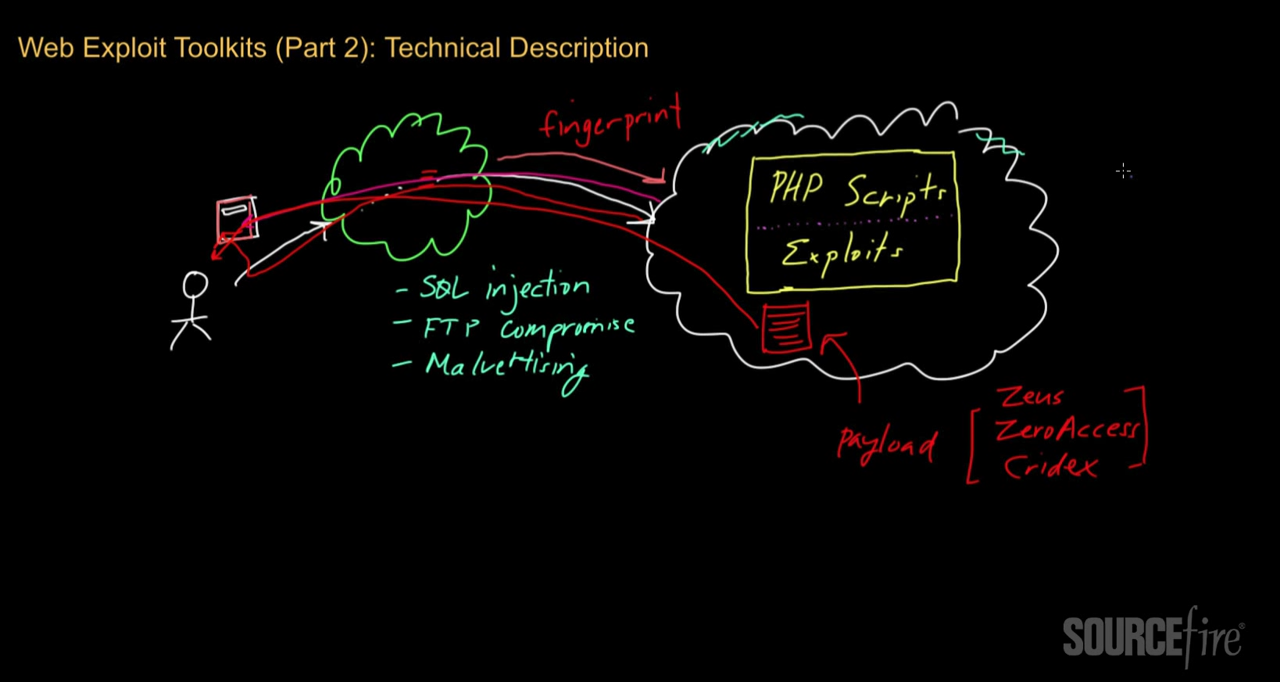 Web Exploit Toolkits (Part 2): Technical Description
fingerprint
PHP Scripts
Exploits
- SQL injection
- FTP Compromise
- Malvertising
Payload
Zeus
ZeroAccess
Cridex
SOURCEfire®